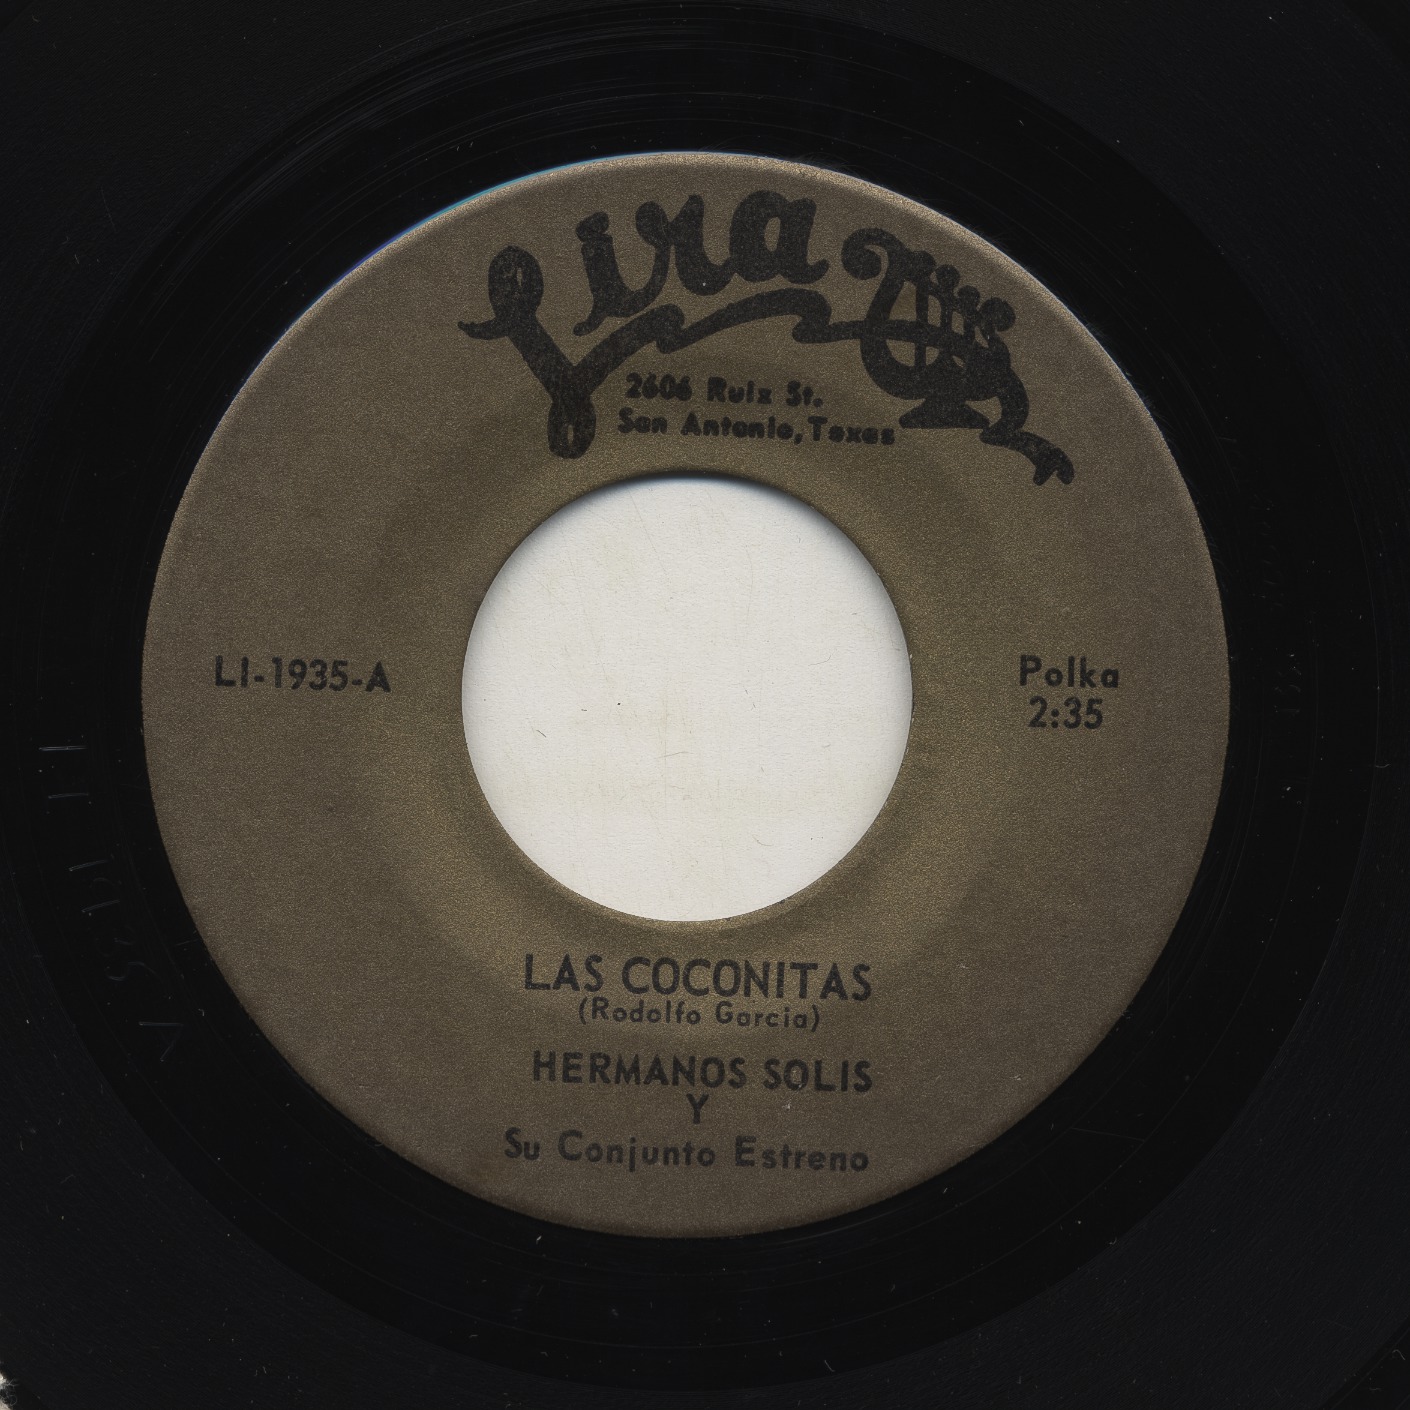 Lira
2606 Ruiz St.
San Antonio, Texas
LI-1935-A
Polka
2:35
LAS COCONITAS
(Rodolfo Garcia)
HERMANOS SOLIS
Y
Su Conjunto Estreno